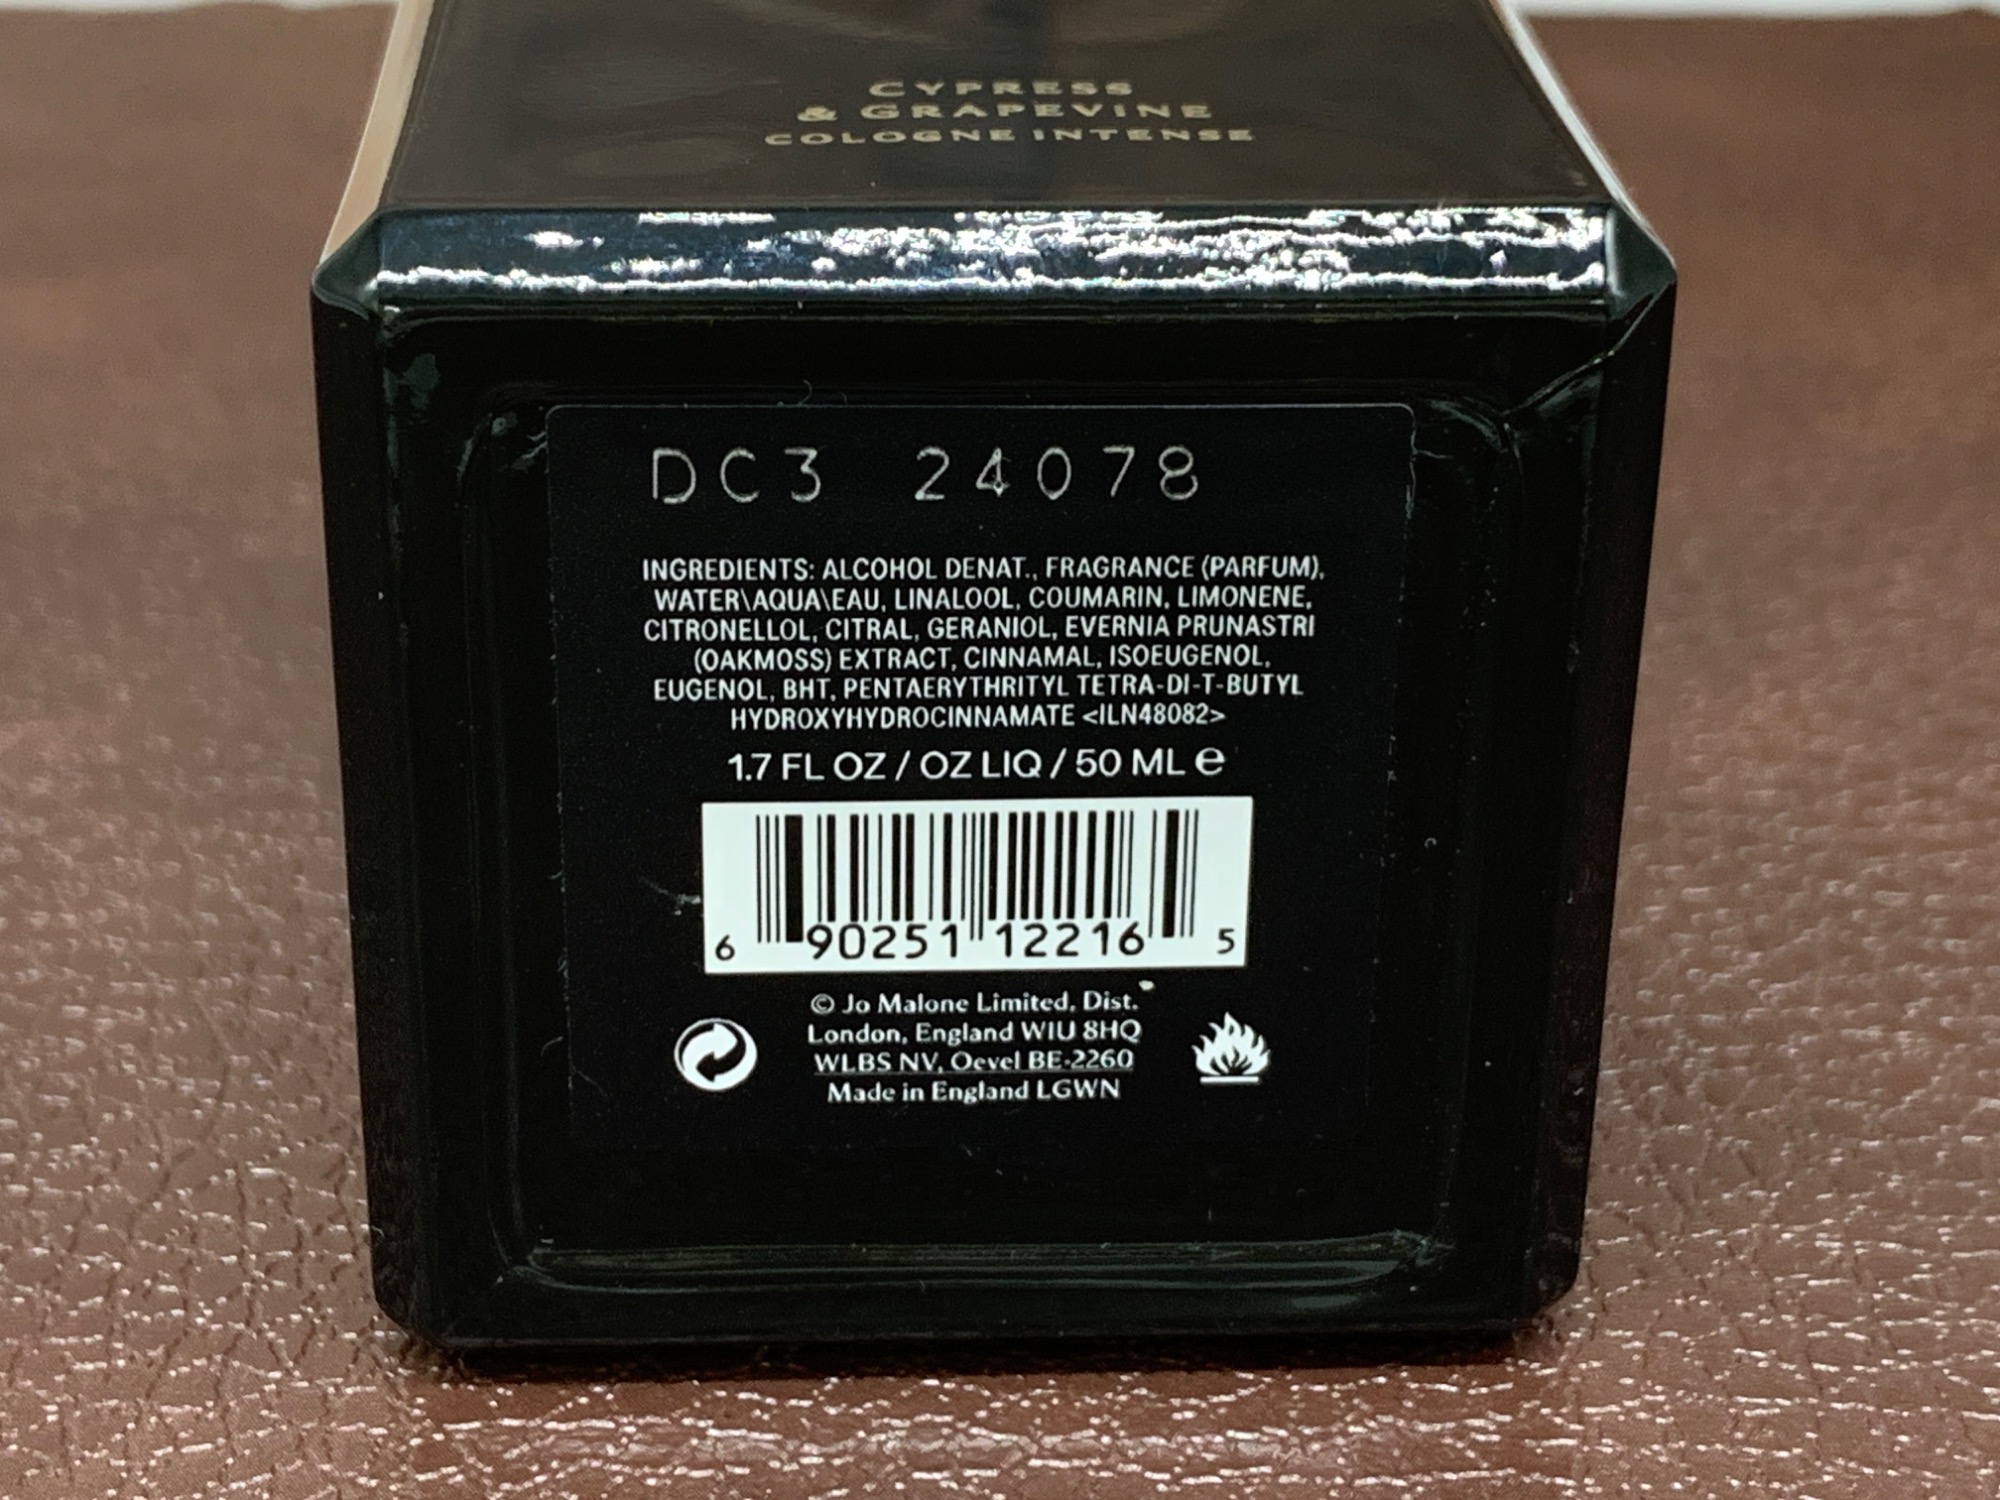 CYPRESS
& GRAPEVINE
COLOGNE INTENSE
DC3 24078
INGREDIENTS: ALCOHOL DENAT., FRAGRANCE (PARFUM),
WATER\AQUA\EAU, LINALOOL, COUMARIN, LIMONENE,
CITRONELLOL, CITRAL, GERANIOL, EVERNIA PRUNASTRI
(OAKMOSS) EXTRACT, CINNAMAL, ISOEUGENOL,
EUGENOL, BHT, PENTAERYTHRITYL TETRA-DI-T-BUTYL
HYDROXYHYDROCINNAMATE <ILN48082>
1.7 FL OZ / OZ LIQ / 50 ML ℮
6 90251 12216 5
© Jo Malone Limited, Dist.
London, England W1U 8HQ
WLBS NV, Oevel BE-2260
Made in England LGWN